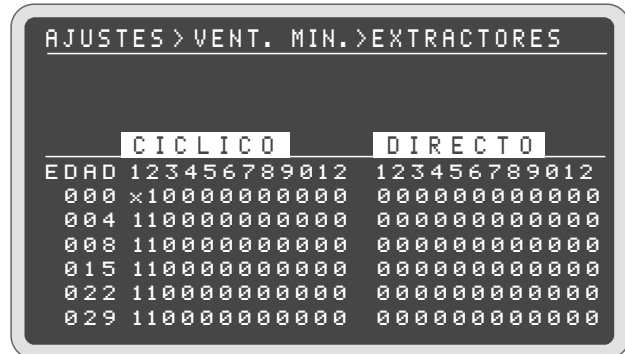 AJUSTES > VENT. MIN.>EXTRACTORES
CICLICO DIRECTO
EDAD 123456789012 123456789012
000 x10000000000 000000000000
004 110000000000 000000000000
008 110000000000 000000000000
015 110000000000 000000000000
022 110000000000 000000000000
029 110000000000 000000000000